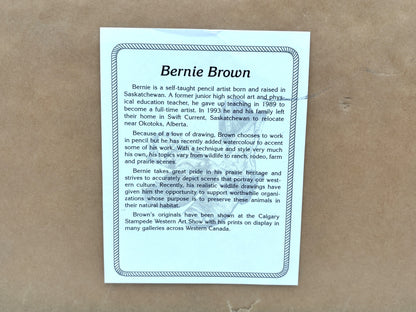 Bernie Brown
Bernie is a self-taught pencil artist born and raised in
Saskatchewan. A former junior high school art and phys-
ical education teacher, he gave up teaching in 1989 to
become a full-time artist. In 1993 he and his family left
their home in Swift Current, Saskatchewan to relocate
near Okotoks, Alberta.
Because of a love of drawing, Brown chooses to work
in pencil but he has recently added watercolour to accent
some of his work. With a technique and style very much
his own, his topics vary from wildlife to ranch, rodeo, farm
and prairie scenes.
Bernie takes great pride in his prairie heritage and
strives to accurately depict scenes that portray our west-
ern culture. Recently, his realistic wildlife drawings have
given him the opportunity to support worthwhile organi-
zations whose purpose is to preserve these animals in
their natural habitat.
Brown's originals have been shown at the Calgary
Stampede Western Art Show with his prints on display in
many galleries across Western Canada.